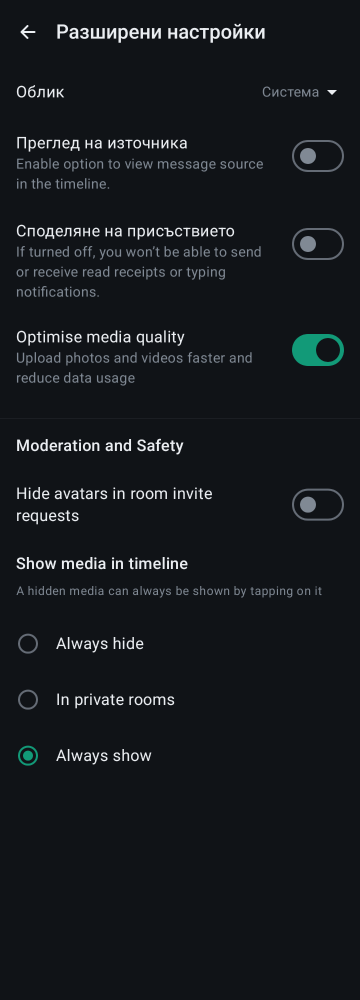 Разширени настройки
Облик
Система
Преглед на източника
Enable option to view message source
in the timeline.
Споделяне на присъствието
If turned off, you won't be able to send
or receive read receipts or typing
notifications.
Optimise media quality
Upload photos and videos faster and
reduce data usage
Moderation and Safety
Hide avatars in room invite
requests
Show media in timeline
A hidden media can always be shown by tapping on it
Always hide
In private rooms
Always show